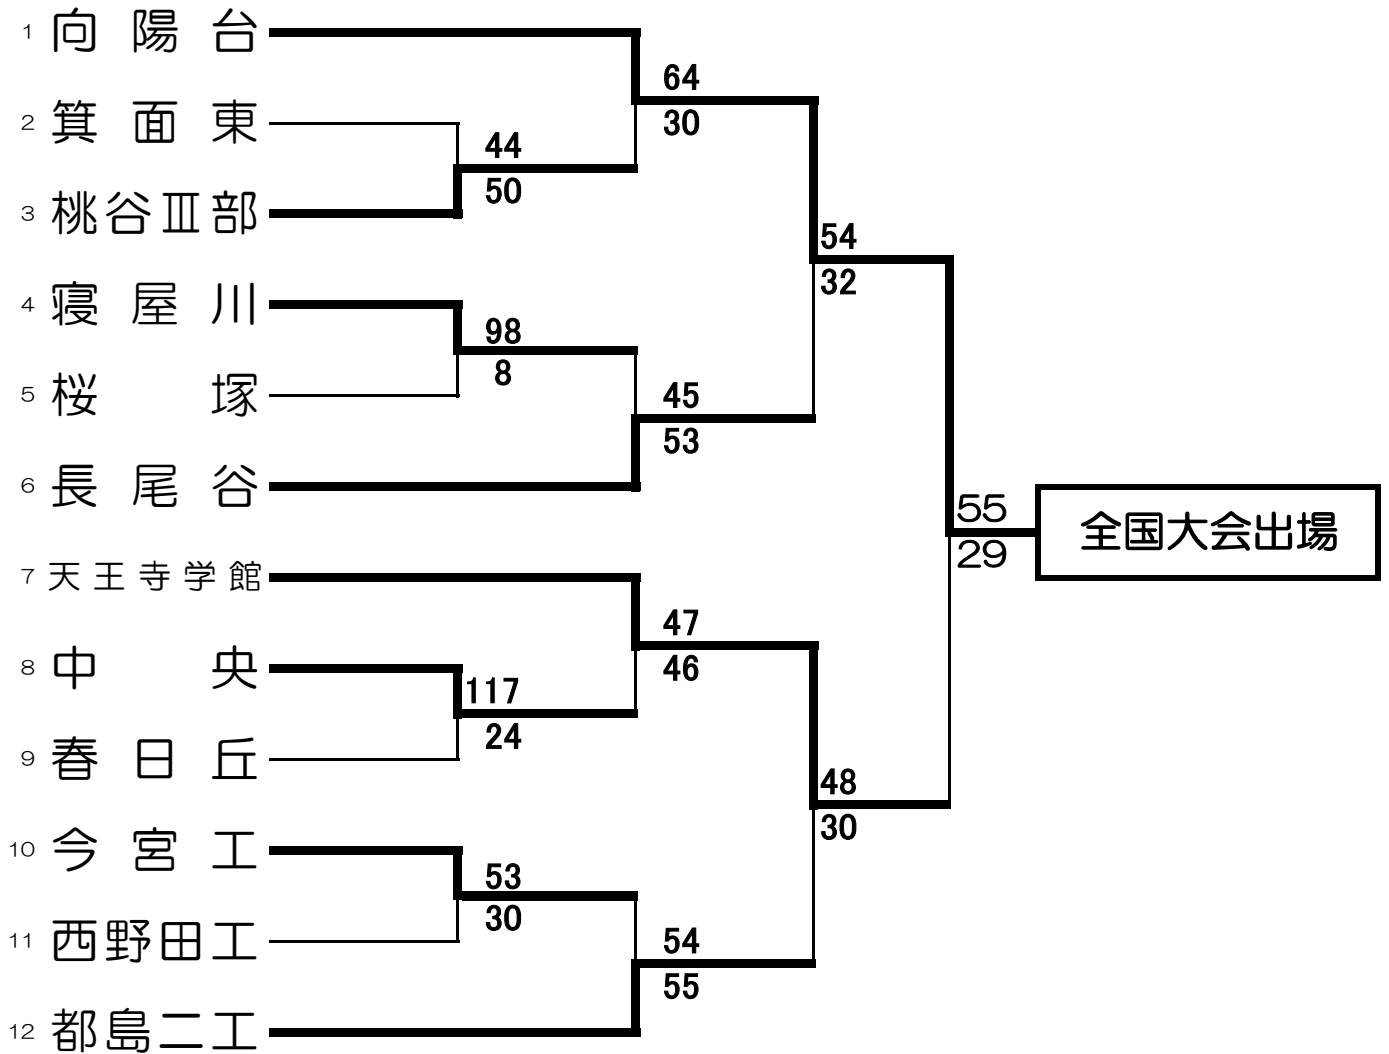 1 向陽台
64
30
2 箕面東
44
50
3 桃谷Ⅲ部
54
32
4 寝屋川
98
8
5 桜塚
45
53
6 長尾谷
55
29
全国大会出場
7 天王寺学館
47
46
8 中央
117
24
9 春日丘
48
30
10 今宮工
53
30
11 西野田工
54
55
12 都島二工